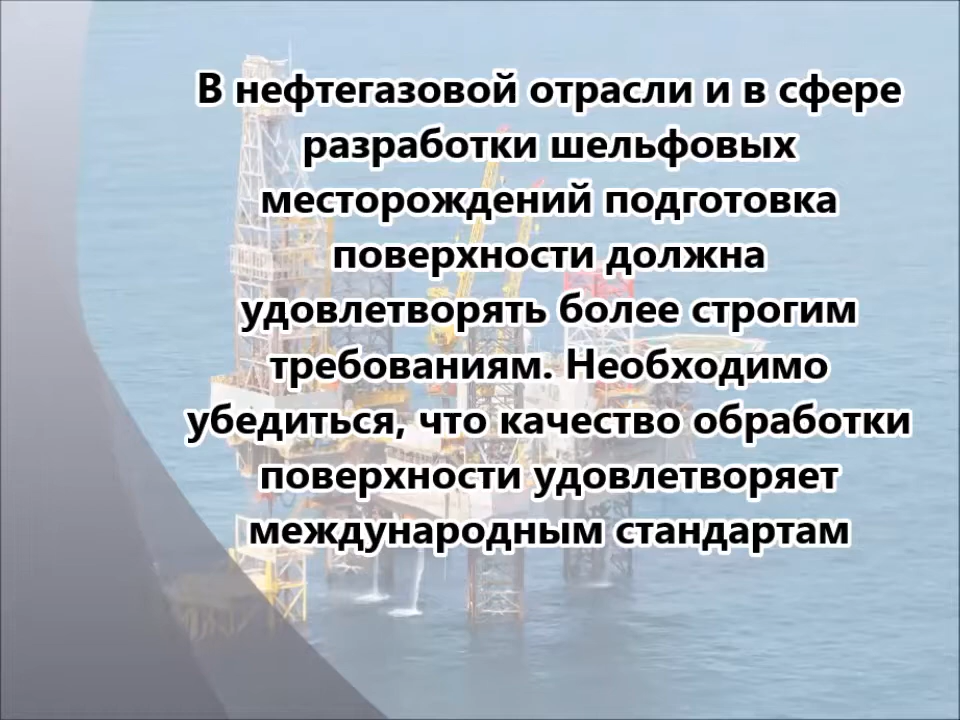 В нефтегазовой отрасли и в сфере
разработки шельфовых
месторождений подготовка
поверхности должна
удовлетворять более строгим
требованиям. Необходимо
убедиться, что качество обработки
поверхности удовлетворяет
международным стандартам